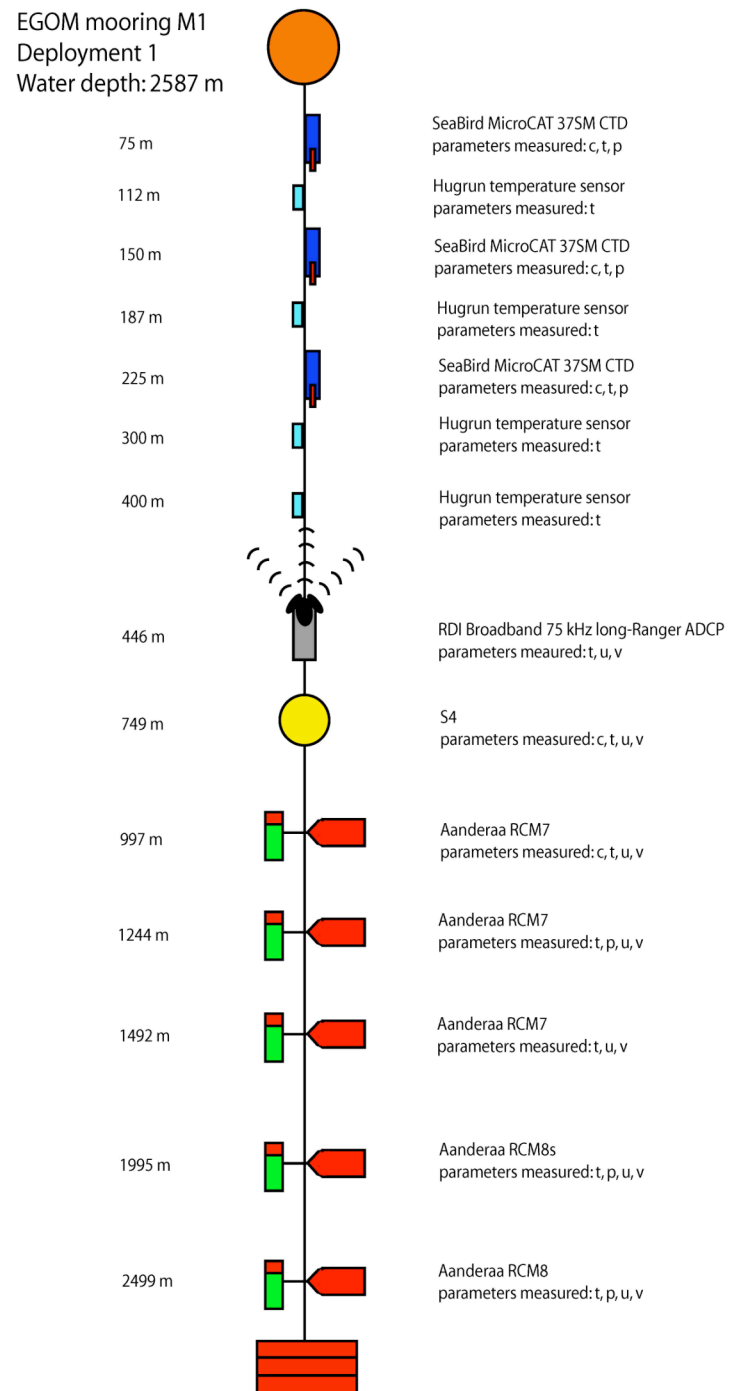 EGOM mooring M1
Deployment 1
Water depth: 2587 m
75 m
SeaBird MicroCAT 37SM CTD
parameters measured: c, t, p
112 m
Hugrun temperature sensor
parameters measured: t
150 m
SeaBird MicroCAT 37SM CTD
parameters measured: c, t, p
187 m
Hugrun temperature sensor
parameters measured: t
225 m
SeaBird MicroCAT 37SM CTD
parameters measured: c, t, p
300 m
Hugrun temperature sensor
parameters measured: t
400 m
Hugrun temperature sensor
parameters measured: t
446 m
RDI Broadband 75 kHz long-Ranger ADCP
parameters meaured: t, u, v
749 m
S4
parameters measured: c, t, u, v
997 m
Aanderaa RCM7
parameters measured: c, t, u, v
1244 m
Aanderaa RCM7
parameters measured: t, p, u, v
1492 m
Aanderaa RCM7
parameters measured: t, u, v
1995 m
Aanderaa RCM8s
parameters measured: t, p, u, v
2499 m
Aanderaa RCM8
parameters measured: t, p, u, v